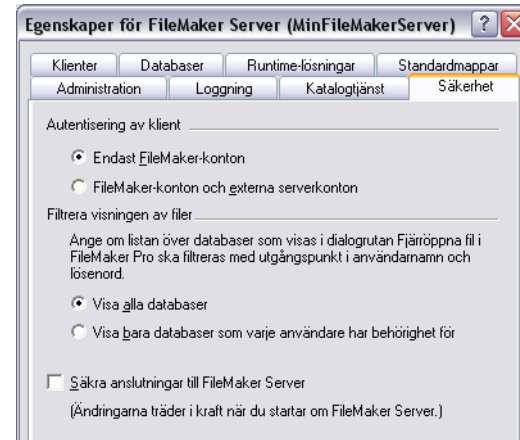 Egenskaper för FileMaker Server (MinFileMakerServer)
Klienter Databaser Runtime-lösningar Standardmappar
Administration Loggning Katalogtjänst Säkerhet
Autentisering av klient
Endast FileMaker-konton
FileMaker-konton och externa serverkonton
Filtrera visningen av filer
Ange om listan över databaser som visas i dialogrutan Fjärröppna fil i
FileMaker Pro ska filtreras med utgångspunkt i användarnamn och
lösenord.
Visa alla databaser
Visa bara databaser som varje användare har behörighet för
Säkra anslutningar till FileMaker Server
(Ändringarna träder i kraft när du startar om FileMaker Server.)